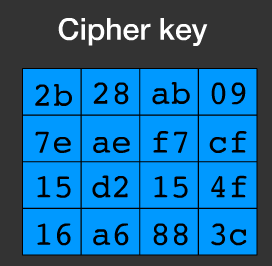 Cipher key
2b 28 ab 09
7e ae f7 cf
15 d2 15 4f
16 a6 88 3c